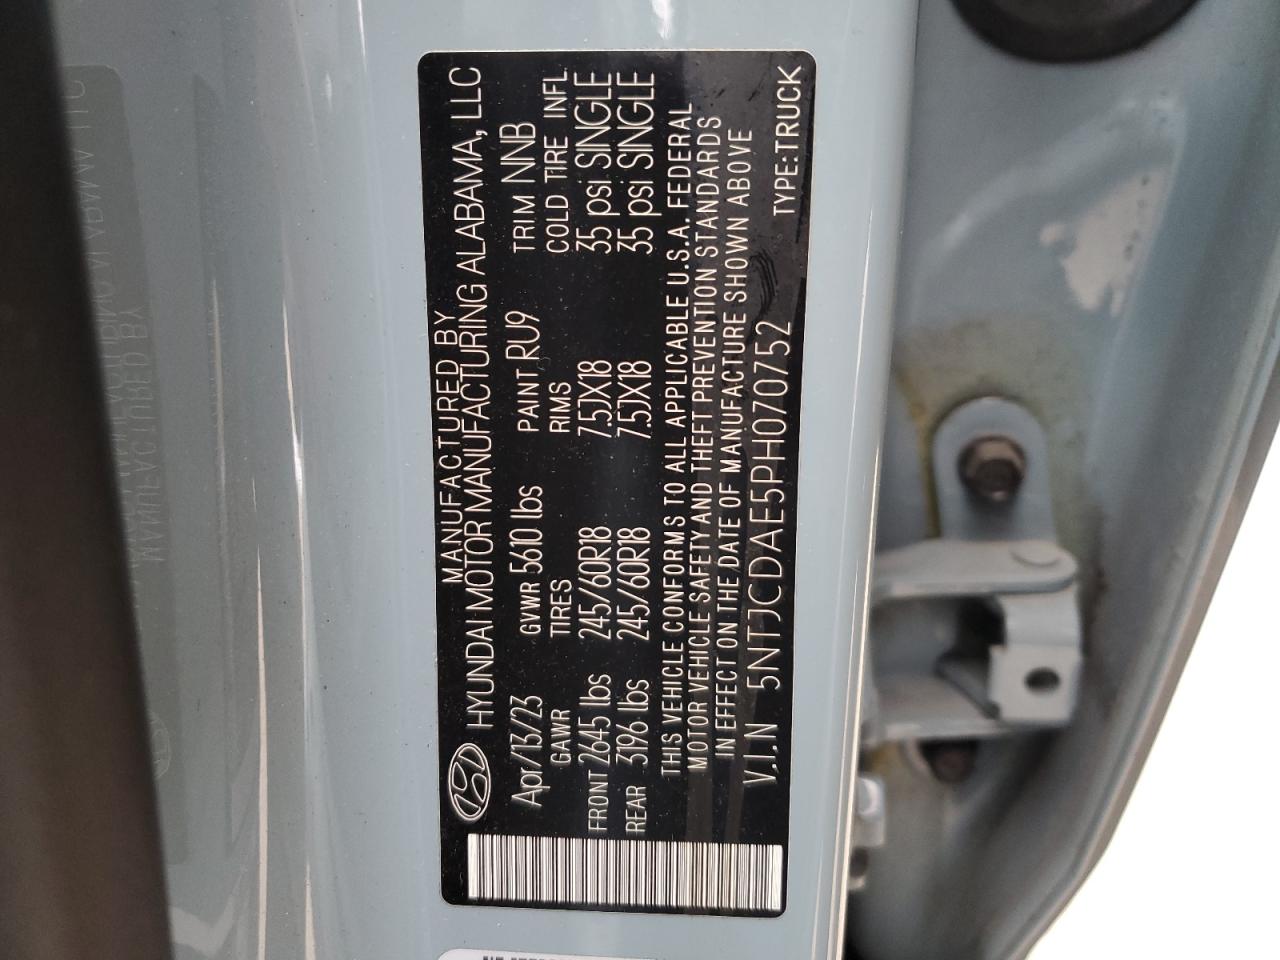 MANUFACTURED BY
HYUNDAI MOTOR MANUFACTURING ALABAMA, LLC
Apr/13/23 GVWR 5610 lbs PAINT RU9 TRIM NNB
GAWR TIRES RIMS COLD TIRE INFL
FRONT 2645 lbs 245/60R18 7.5JX18 35 psi SINGLE
REAR 3196 lbs 245/60R18 7.5JX18 35 psi SINGLE
THIS VEHICLE CONFORMS TO ALL APPLICABLE U.S.A. FEDERAL
MOTOR VEHICLE SAFETY AND THEFT PREVENTION STANDARDS
IN EFFECT ON THE DATE OF MANUFACTURE SHOWN ABOVE
V.I.N 5NTJCDAE5PH070752
TYPE:TRUCK